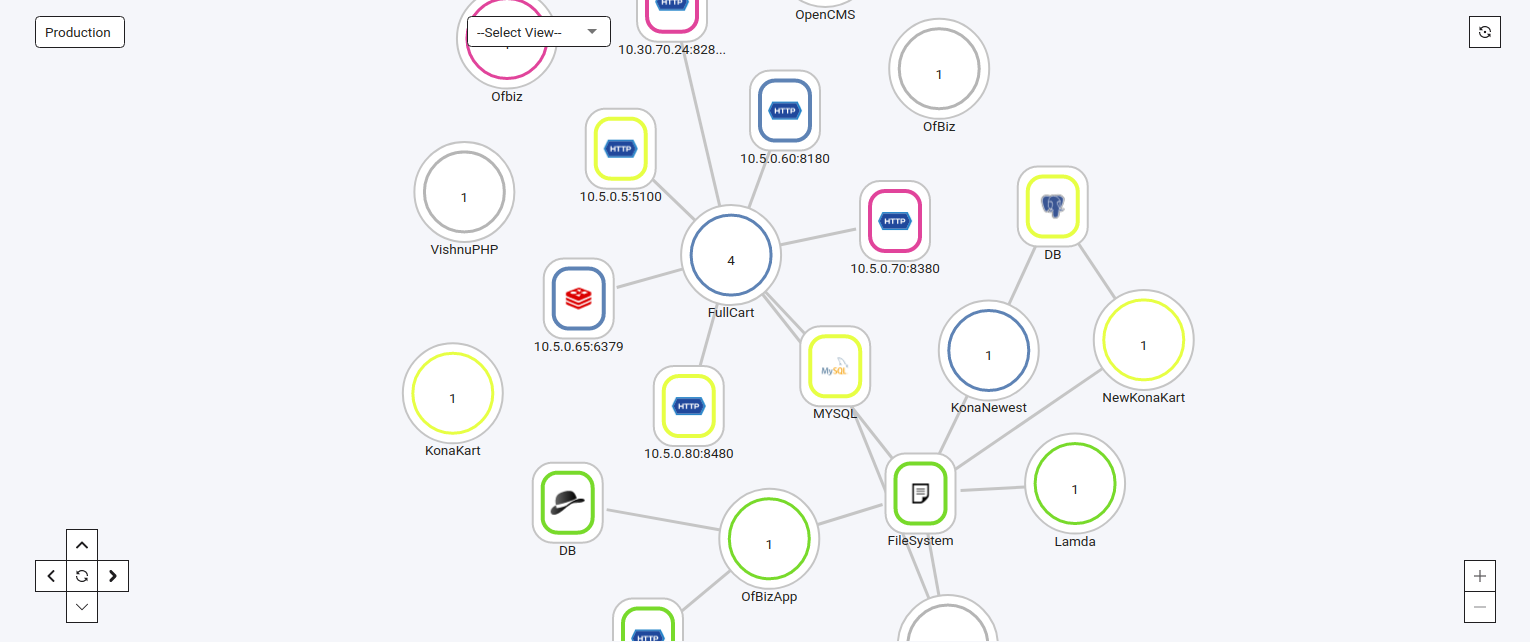 Production
--Select View--
HTTP
10.30.70.24:828...
OpenCMS
Ofbiz
1
OfBiz
HTTP
10.5.0.60:8180
HTTP
10.5.0.5:5100
1
VishnuPHP
HTTP
10.5.0.70:8380
DB
4
FullCart
10.5.0.65:6379
MySQL
MYSQL
1
KonaNewest
1
NewKonaKart
1
KonaKart
HTTP
10.5.0.80:8480
DB
1
OfBizApp
FileSystem
1
Lamda
HTTP